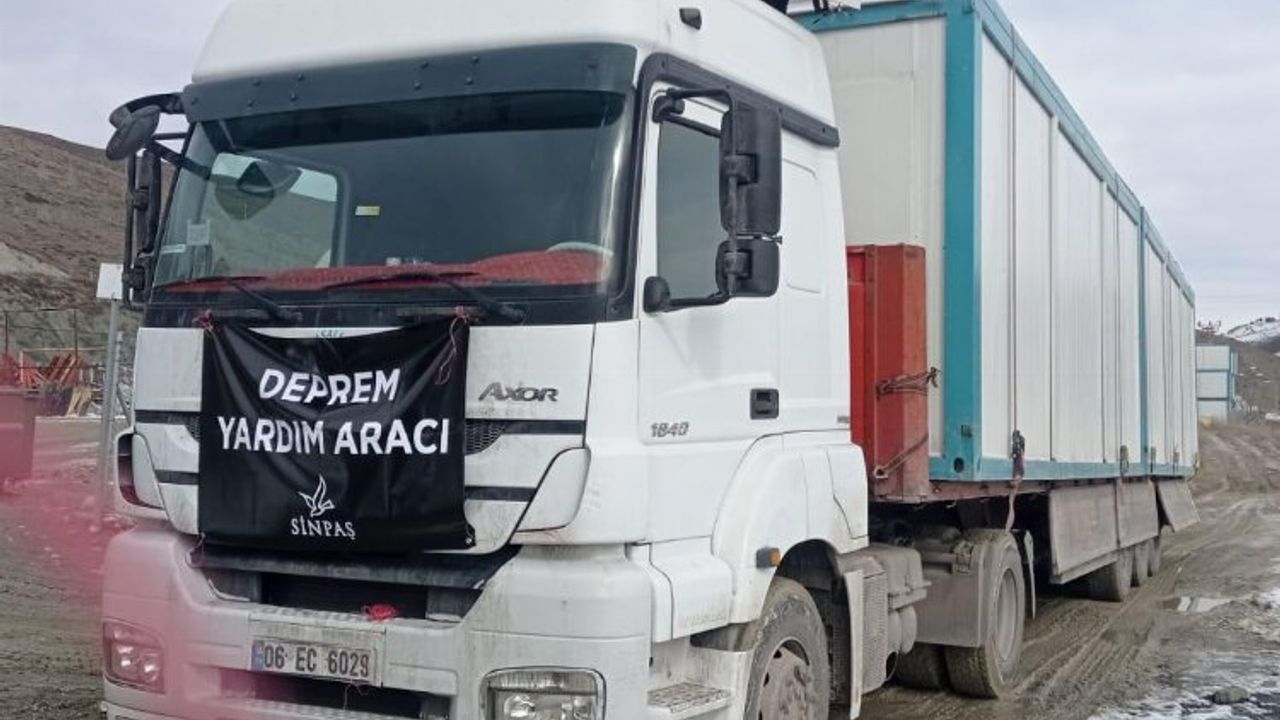 DEPREM
YARDIM ARACI
SİNPAŞ
AXOR
1840
06 EC 6029